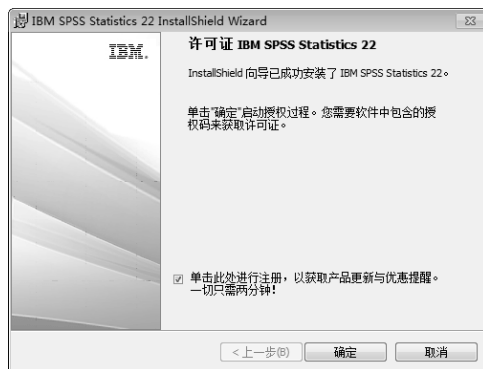 IBM SPSS Statistics 22 InstallShield Wizard
IBM.
许可证 IBM SPSS Statistics 22
InstallShield 向导已成功安装了 IBM SPSS Statistics 22。
单击"确定"启动授权过程。您需要软件中包含的授
权码来获取许可证。
单击此处进行注册，以获取产品更新与优惠提醒。
一切只需两分钟！
<上一步(B)
确定
取消